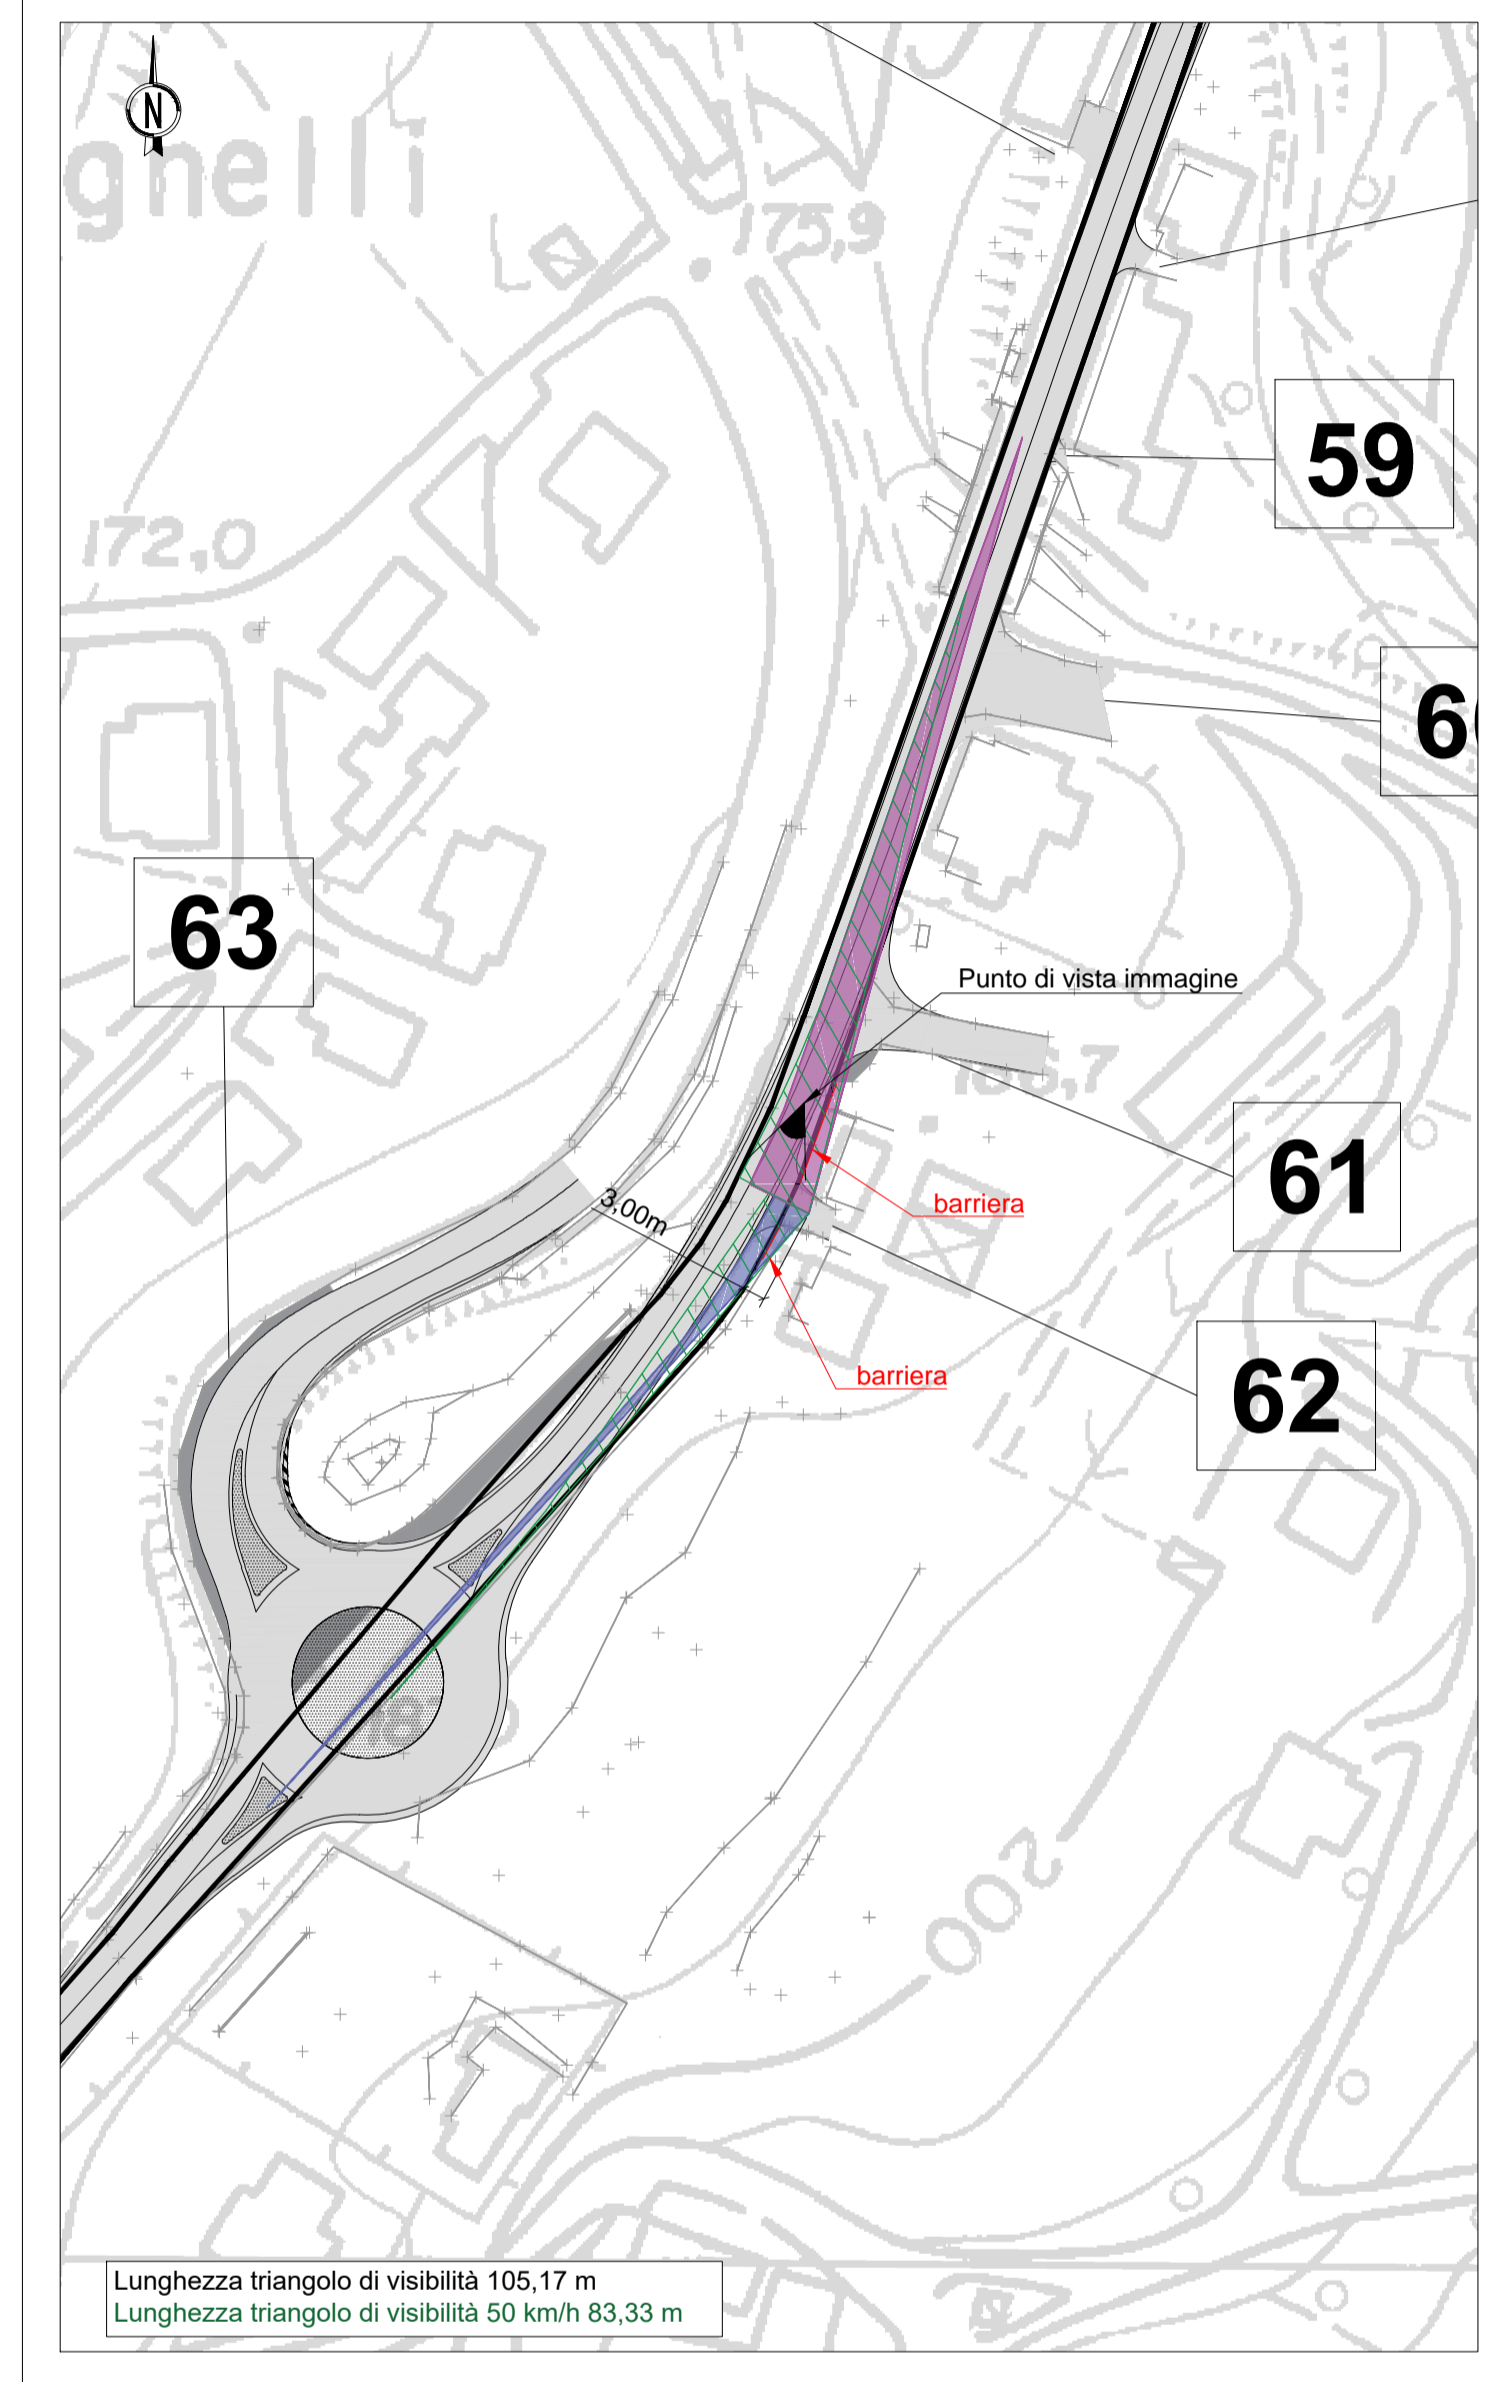 N
ghelli
175,9
59
172,0
63
Punto di vista immagine
61
3,00m
barriera
barriera
62
200
Lunghezza triangolo di visibilità 105,17 m
Lunghezza triangolo di visibilità 50 km/h 83,33 m